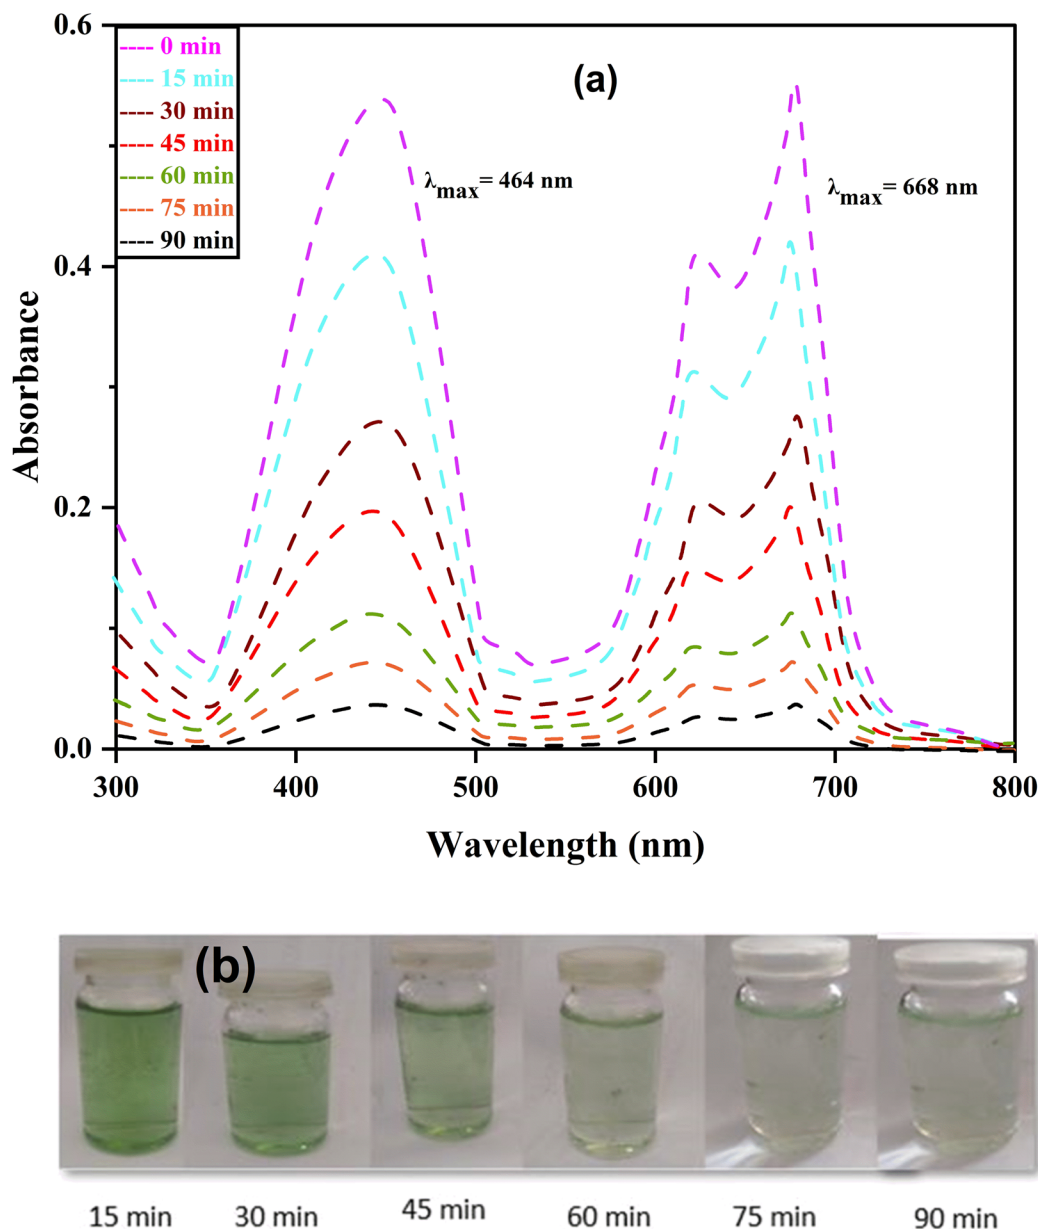 0.6
0.4
0.2
0.0
Absorbance
---- 0 min
---- 15 min
---- 30 min
---- 45 min
---- 60 min
---- 75 min
---- 90 min
(a)
λmax= 464 nm
λmax= 668 nm
300 400 500 600 700 800
Wavelength (nm)
(b)
15 min 30 min 45 min 60 min 75 min 90 min